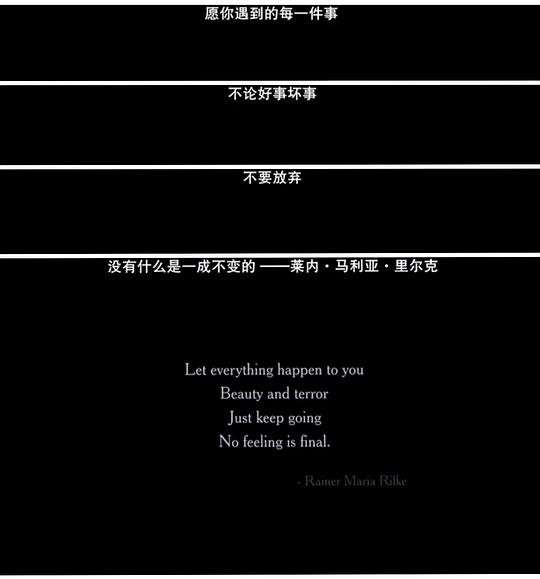 愿你遇到的每一件事
不论好事坏事
不要放弃
没有什么是一成不变的 ——莱内·马利亚·里尔克
Let everything happen to you
Beauty and terror
Just keep going
No feeling is final.
- Rainer Maria Rilke